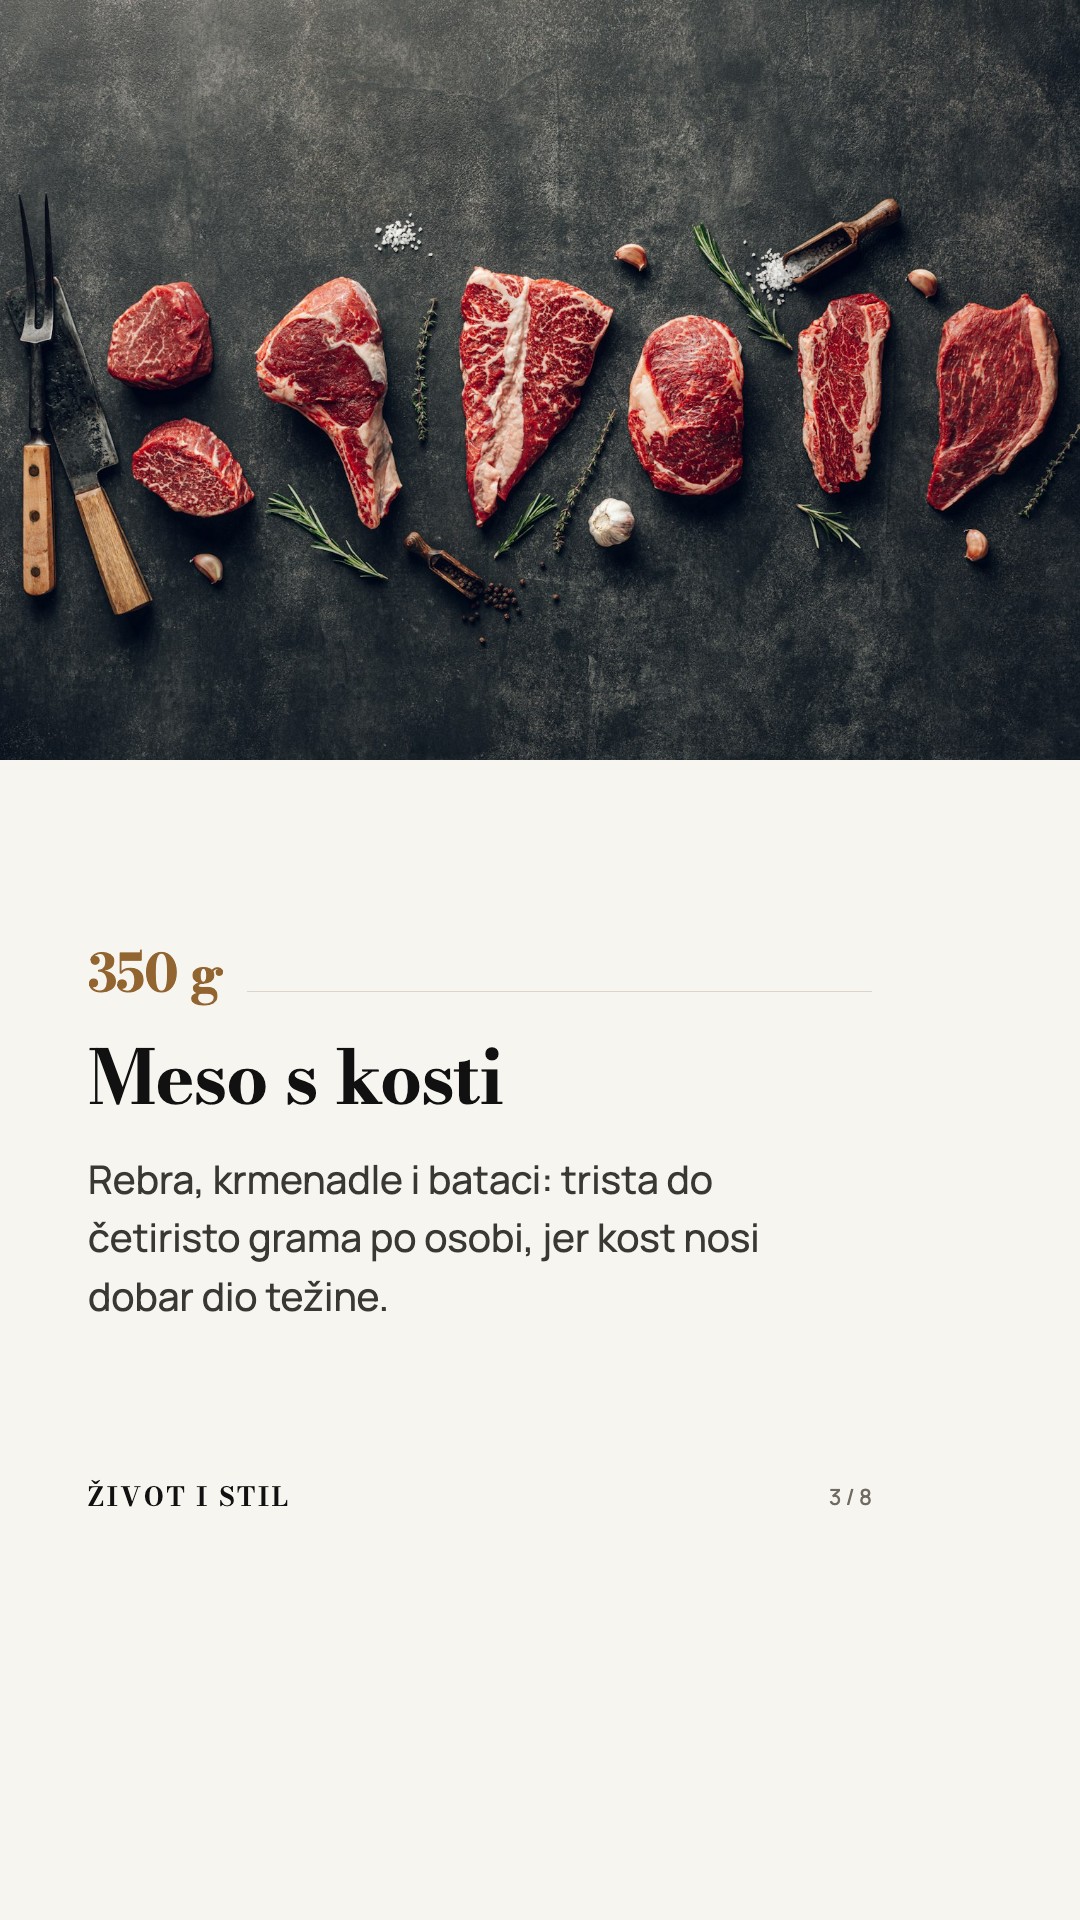 350 g
Meso s kosti
Rebra, krmenadle i bataci: trista do
četiristo grama po osobi, jer kost nosi
dobar dio težine.
ŽIVOT I STIL
3 / 8